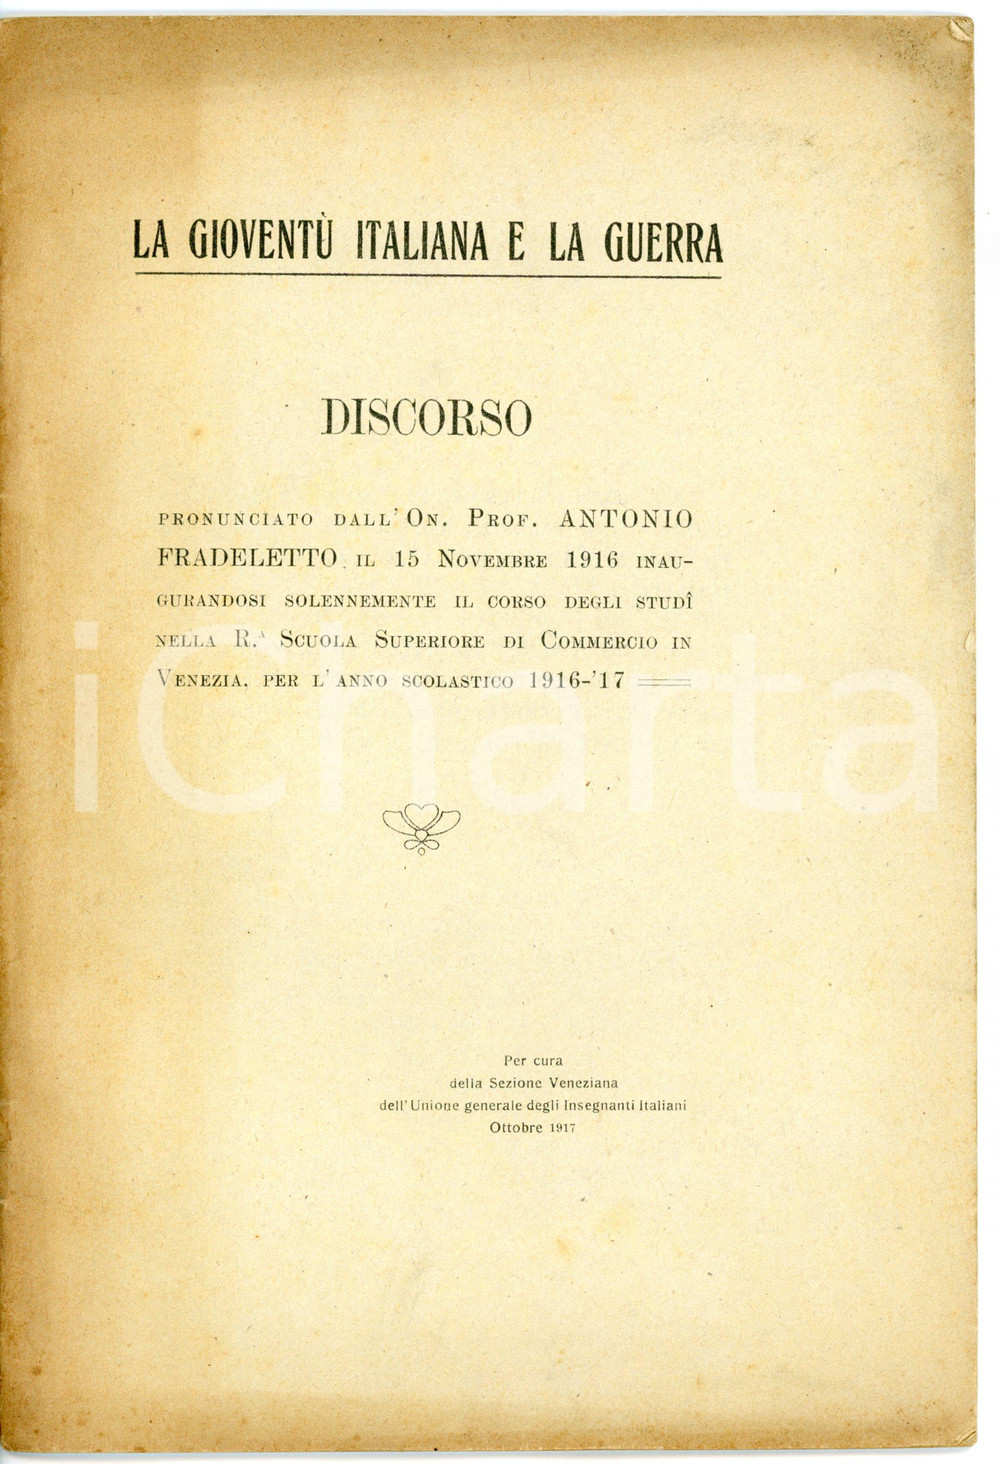 LA GIOVENTÙ ITALIANA E LA GUERRA
DISCORSO
PRONUNCIATO DALL' ON. PROF. ANTONIO
FRADELETTO. IL 15 NOVEMBRE 1916 INAU-
GURANDOSI SOLENNEMENTE IL CORSO DEGLI STUDÎ
NELLA R.ᴬ SCUOLA SUPERIORE DI COMMERCIO IN
VENEZIA. PER L' ANNO SCOLASTICO 1916-'17
iCharta
Per cura
della Sezione Veneziana
dell' Unione generale degli Insegnanti Italiani
Ottobre 1917